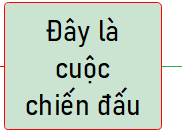 Đây là
cuộc
chiến đấu